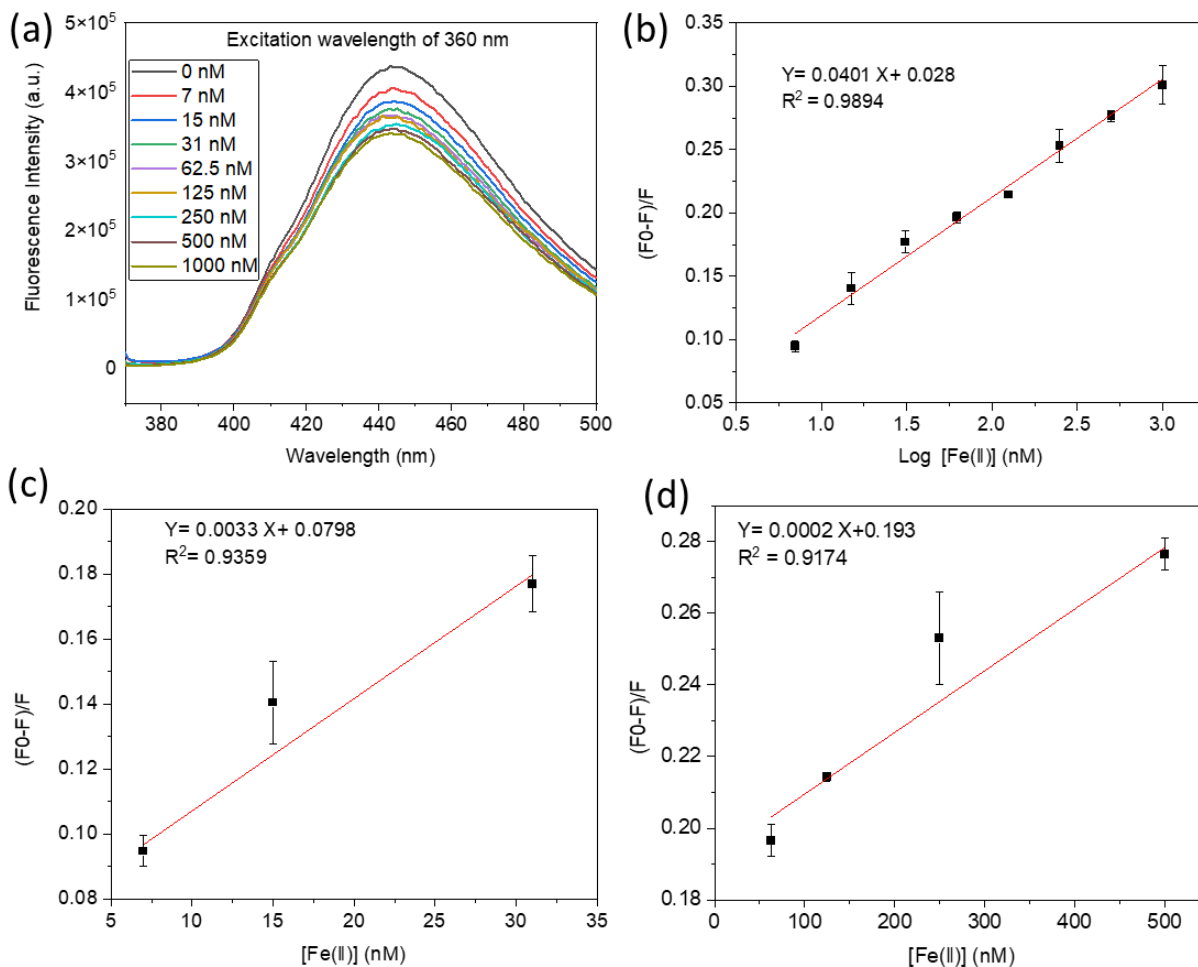 (a)
Excitation wavelength of 360 nm
0 nM
7 nM
15 nM
31 nM
62.5 nM
125 nM
250 nM
500 nM
1000 nM
5×10⁵
4×10⁵
3×10⁵
2×10⁵
1×10⁵
0
Fluorescence Intensity (a.u.)
380 400 420 440 460 480 500
Wavelength (nm)
(b)
Y= 0.0401 X+ 0.028
R² = 0.9894
0.35
0.30
0.25
0.20
0.15
0.10
0.05
(F0-F)/F
0.5 1.0 1.5 2.0 2.5 3.0
Log [Fe(II)] (nM)
(c)
Y= 0.0033 X+ 0.0798
R²= 0.9359
0.20
0.18
0.16
0.14
0.12
0.10
0.08
(F0-F)/F
5 10 15 20 25 30 35
[Fe(II)] (nM)
(d)
Y= 0.0002 X+0.193
R² = 0.9174
0.28
0.26
0.24
0.22
0.20
0.18
(F0-F)/F
0 100 200 300 400 500
[Fe(II)] (nM)